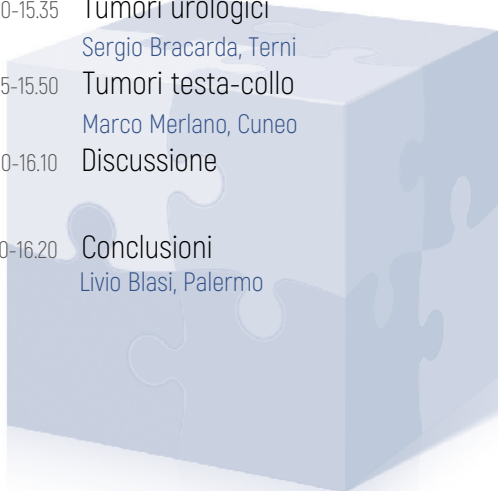 0-15.35 Tumori urologici
Sergio Bracarda, Terni
5-15.50 Tumori testa-collo
Marco Merlano, Cuneo
0-16.10 Discussione
0-16.20 Conclusioni
Livio Blasi, Palermo